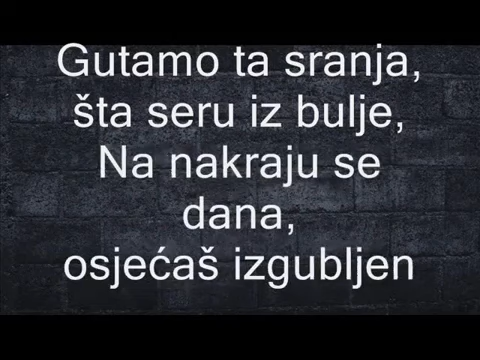 Gutamo ta sranja,
šta seru iz bulje,
Na nakraju se
dana,
osjećaš izgubljen